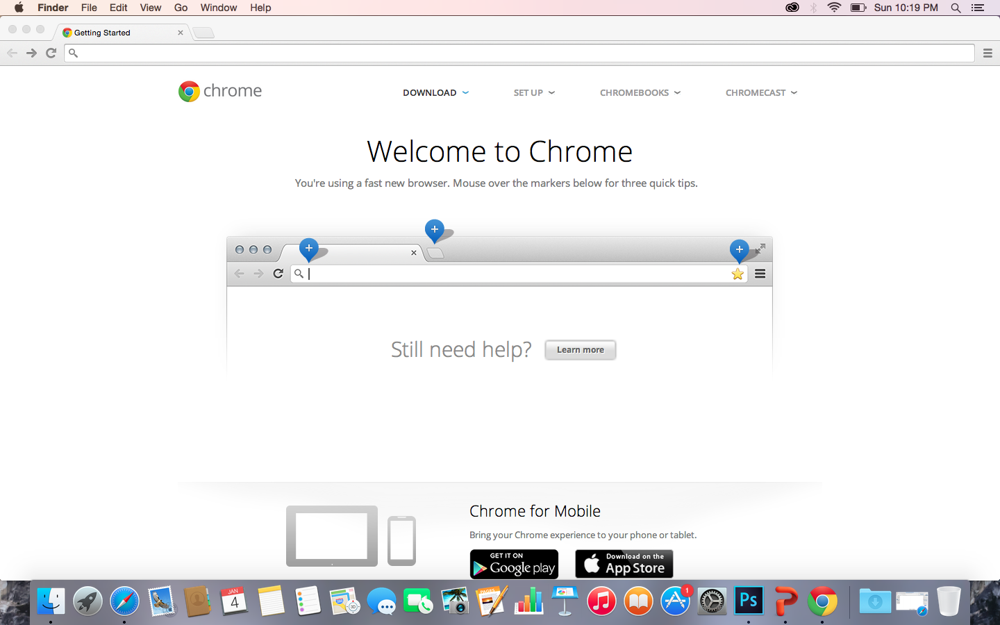 Finder File Edit View Go Window Help Sun 10:19 PM
Getting Started
chrome DOWNLOAD SET UP CHROMEBOOKS CHROMECAST
Welcome to Chrome
You're using a fast new browser. Mouse over the markers below for three quick tips.
Still need help? Learn more
Chrome for Mobile
Bring your Chrome experience to your phone or tablet.
GET IT ON
Google play
Download on the
App Store
JAN
4
3D
PAGES
1
Ps